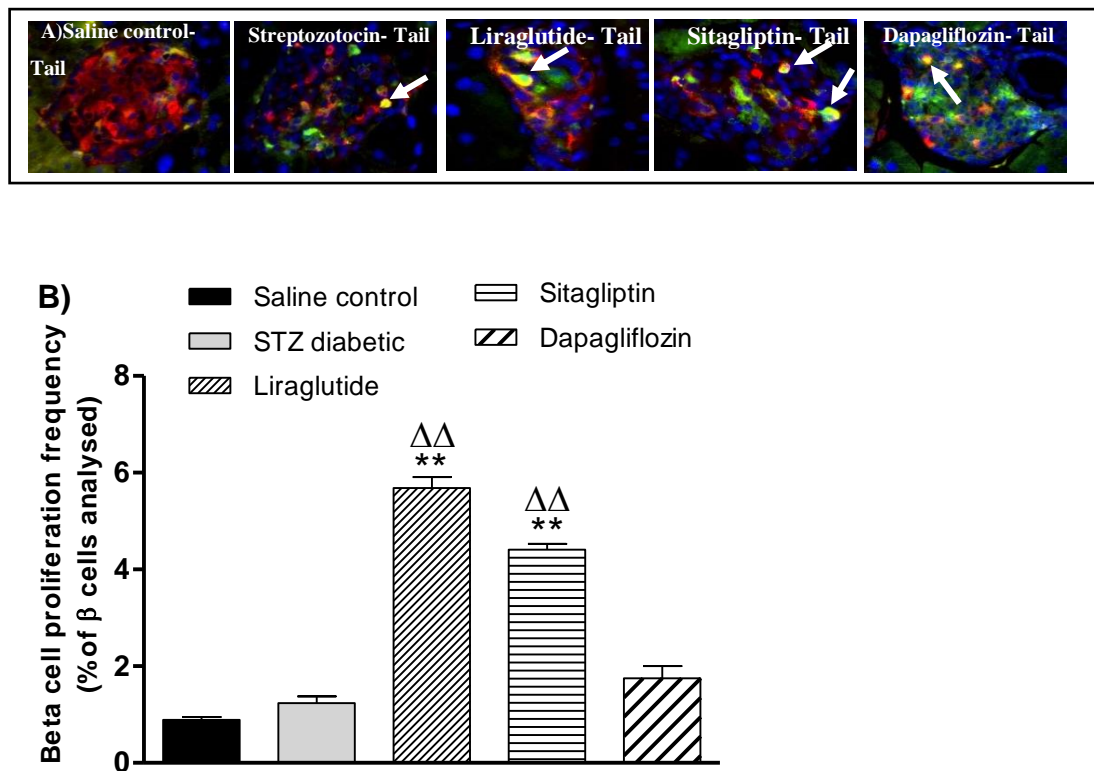 A)Saline control-
Tail
Streptozotocin- Tail
Liraglutide- Tail
Sitagliptin- Tail
Dapagliflozin- Tail
B)
Saline control
STZ diabetic
Liraglutide
Sitagliptin
Dapagliflozin
Beta cell proliferation frequency
(% of β cells analysed)
8
6
4
2
0
ΔΔ
**
ΔΔ
**